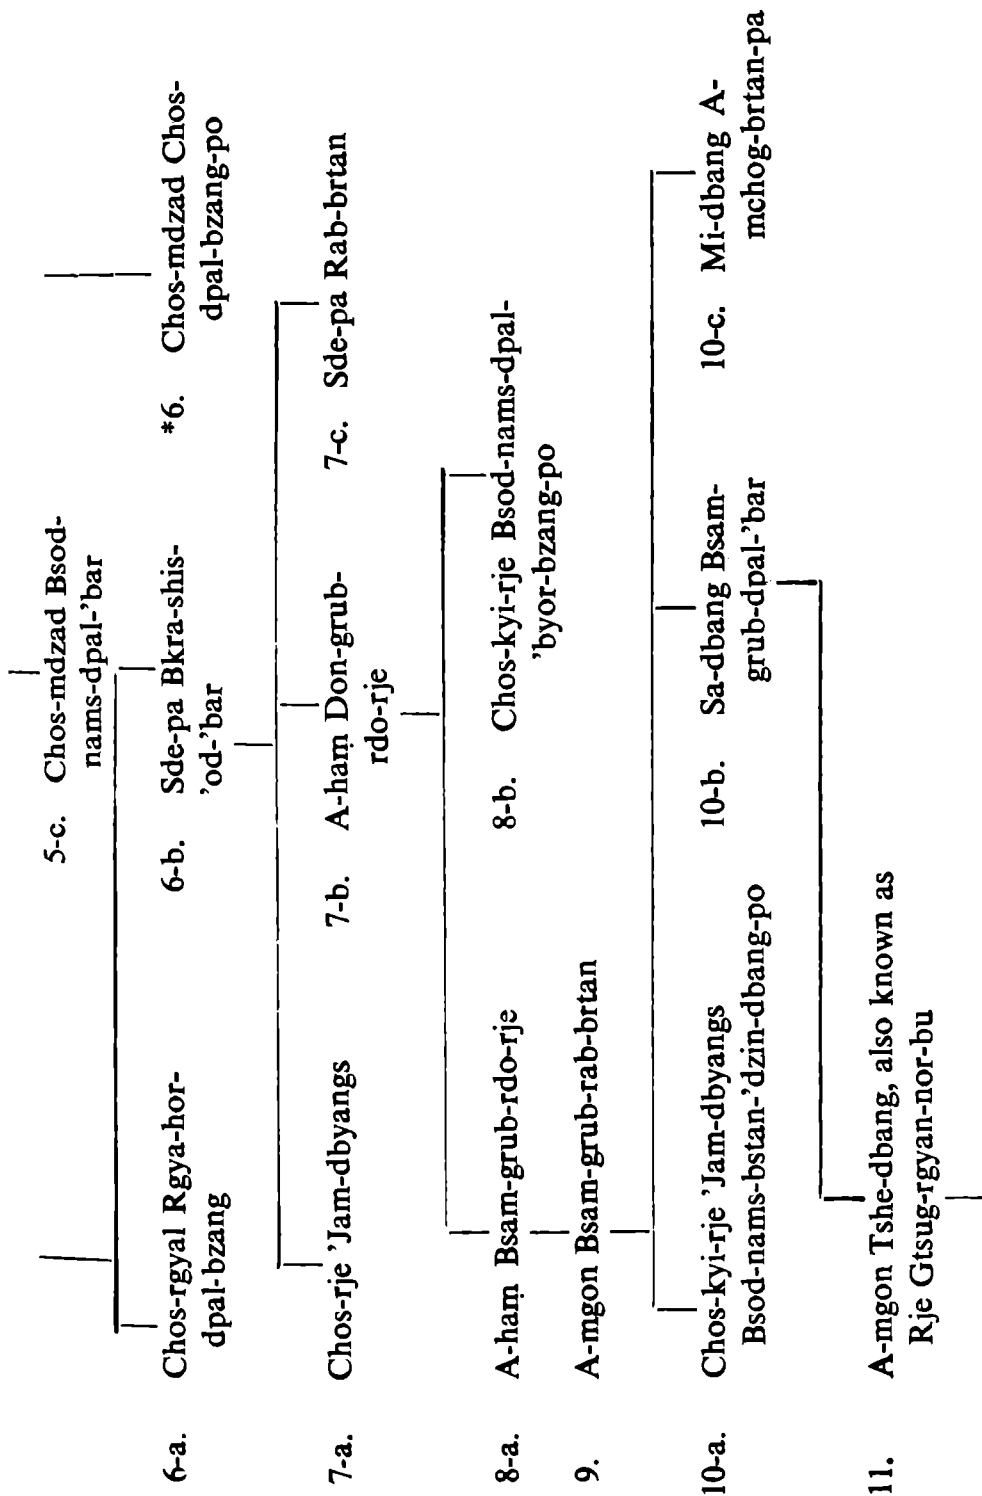 5-c. Chos-mdzad Bsod-
nams-dpal-'bar
6-a. Chos-rgyal Rgya-hor-
dpal-bzang
6-b. Sde-pa Bkra-shis-
'od-'bar
*6. Chos-mdzad Chos-
dpal-bzang-po
7-a. Chos-rje 'Jam-dbyangs
7-b. A-haṃ Don-grub-
rdo-rje
7-c. Sde-pa Rab-brtan
8-a. A-haṃ Bsam-grub-rdo-rje
8-b. Chos-kyi-rje Bsod-nams-dpal-
'byor-bzang-po
9. A-mgon Bsam-grub-rab-brtan
10-a. Chos-kyi-rje 'Jam-dbyangs
Bsod-nams-bstan-'dzin-dbang-po
10-b. Sa-dbang Bsam-
grub-dpal-'bar
10-c. Mi-dbang A-
mchog-brtan-pa
11. A-mgon Tshe-dbang, also known as
Rje Gtsug-rgyan-nor-bu